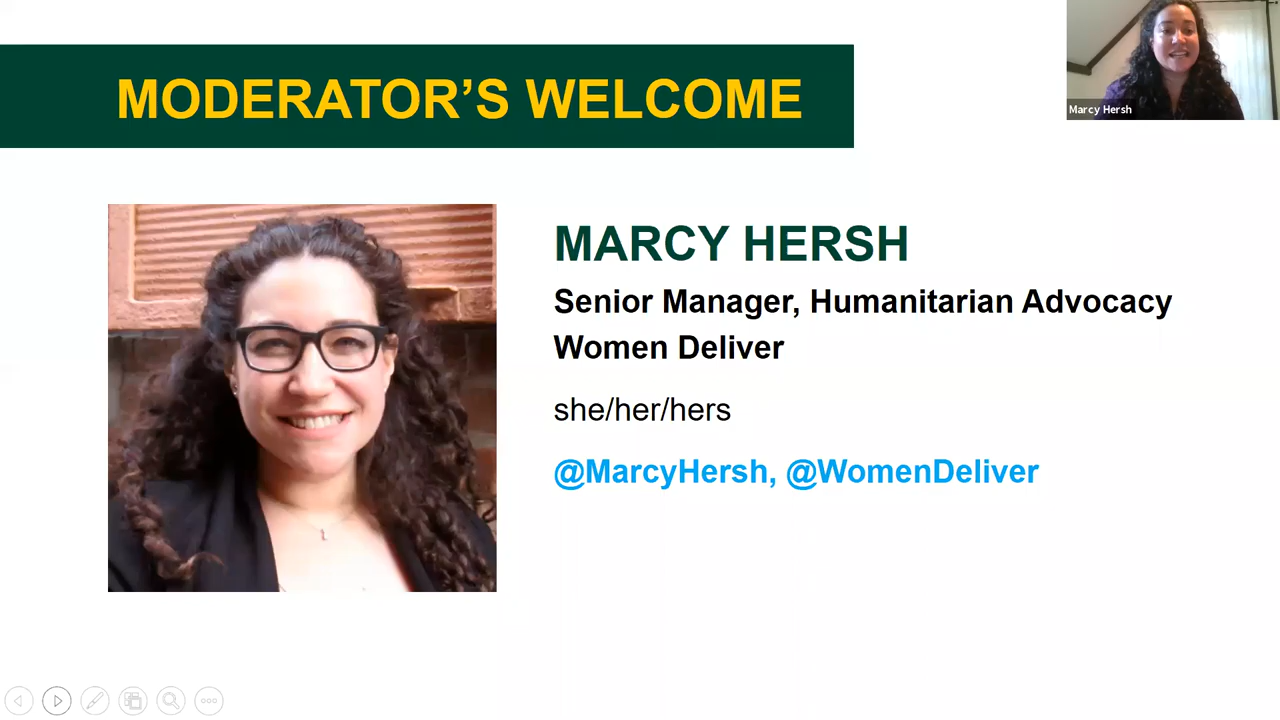 MODERATOR’S WELCOME
Marcy Hersh
MARCY HERSH
Senior Manager, Humanitarian Advocacy
Women Deliver
she/her/hers
@MarcyHersh, @WomenDeliver